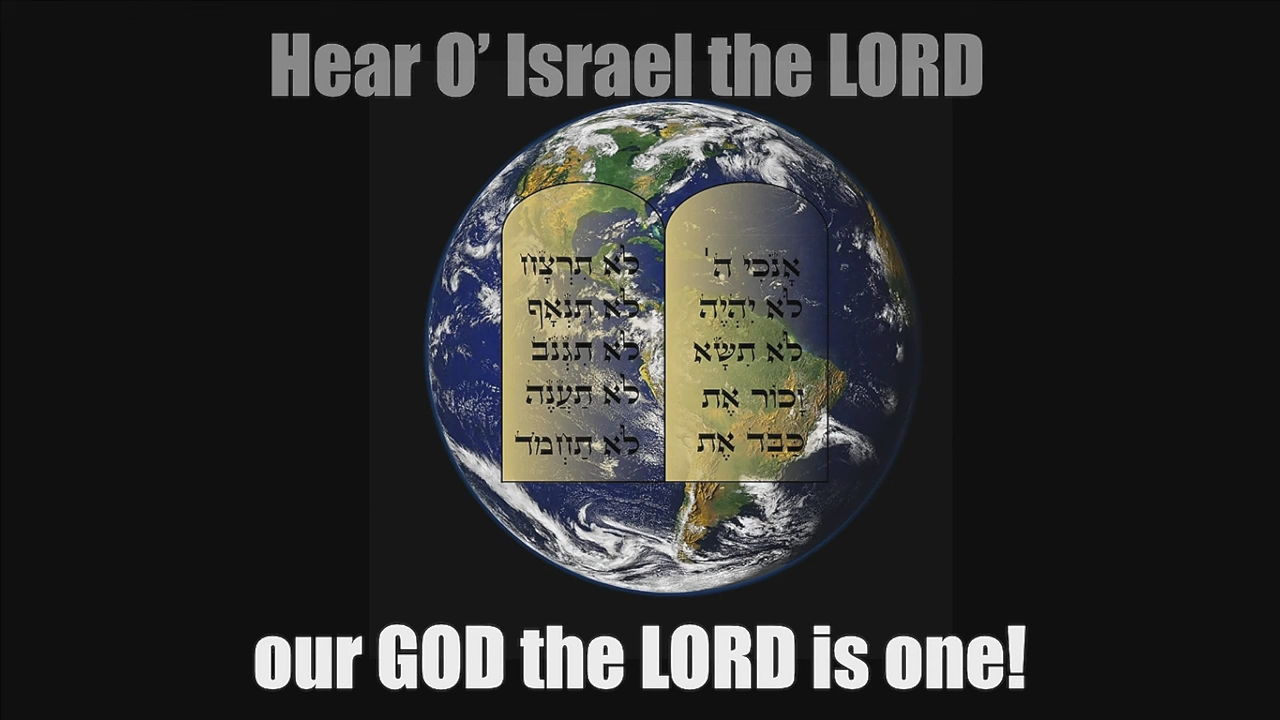 Hear O’ Israel the LORD
אָנֹכִי ה'
לֹא יִהְיֶה
לֹא תִשָּׂא
זָכוֹר אֶת
כַּבֵּד אֶת
לֹא תִרְצָח
לֹא תִנְאָף
לֹא תִגְנֹב
לֹא תַעֲנֶה
לֹא תַחְמֹד
our GOD the LORD is one!